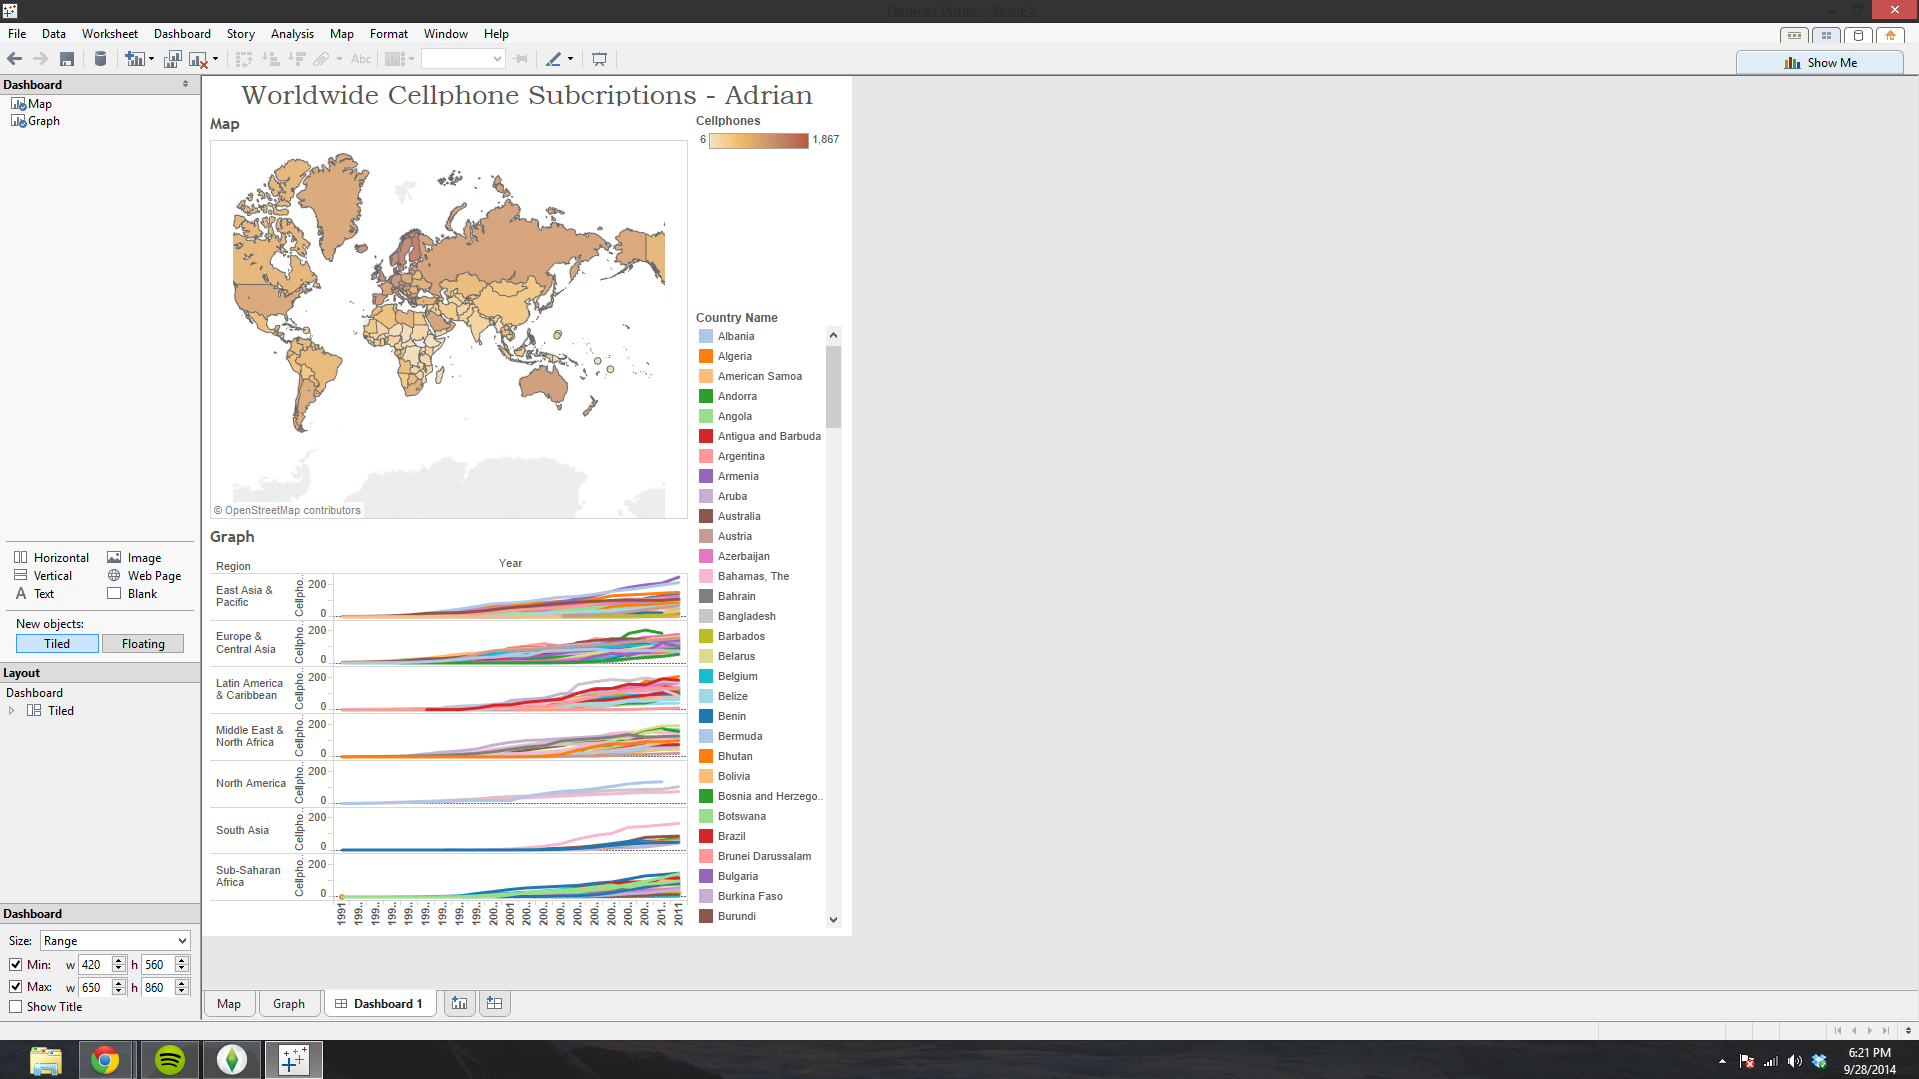 Tableau Public - Book2
File Data Worksheet Dashboard Story Analysis Map Format Window Help
Abc
Show Me
Dashboard
Map
Graph
Horizontal Image
Vertical Web Page
Text Blank
New objects:
Tiled Floating
Layout
Dashboard
Tiled
Dashboard
Size: Range
Min: w 420 h 560
Max: w 650 h 860
Show Title
Worldwide Cellphone Subcriptions - Adrian
Map
© OpenStreetMap contributors
Cellphones
6 1,867
Country Name
Albania
Algeria
American Samoa
Andorra
Angola
Antigua and Barbuda
Argentina
Armenia
Aruba
Australia
Austria
Azerbaijan
Bahamas, The
Bahrain
Bangladesh
Barbados
Belarus
Belgium
Belize
Benin
Bermuda
Bhutan
Bolivia
Bosnia and Herzego..
Botswana
Brazil
Brunei Darussalam
Bulgaria
Burkina Faso
Burundi
Graph
Region Year
East Asia &
Pacific
Cellpho..
200
0
Europe &
Central Asia
Cellpho..
200
0
Latin America
& Caribbean
Cellpho..
200
0
Middle East &
North Africa
Cellpho..
200
0
North America
Cellpho..
200
0
South Asia
Cellpho..
200
0
Sub-Saharan
Africa
Cellpho..
200
0
1991 199.. 199.. 199.. 199.. 199.. 199.. 199.. 199.. 200.. 2001 200.. 200.. 200.. 200.. 200.. 200.. 200.. 200.. 201.. 2011
Map Graph Dashboard 1
6:21 PM
9/28/2014